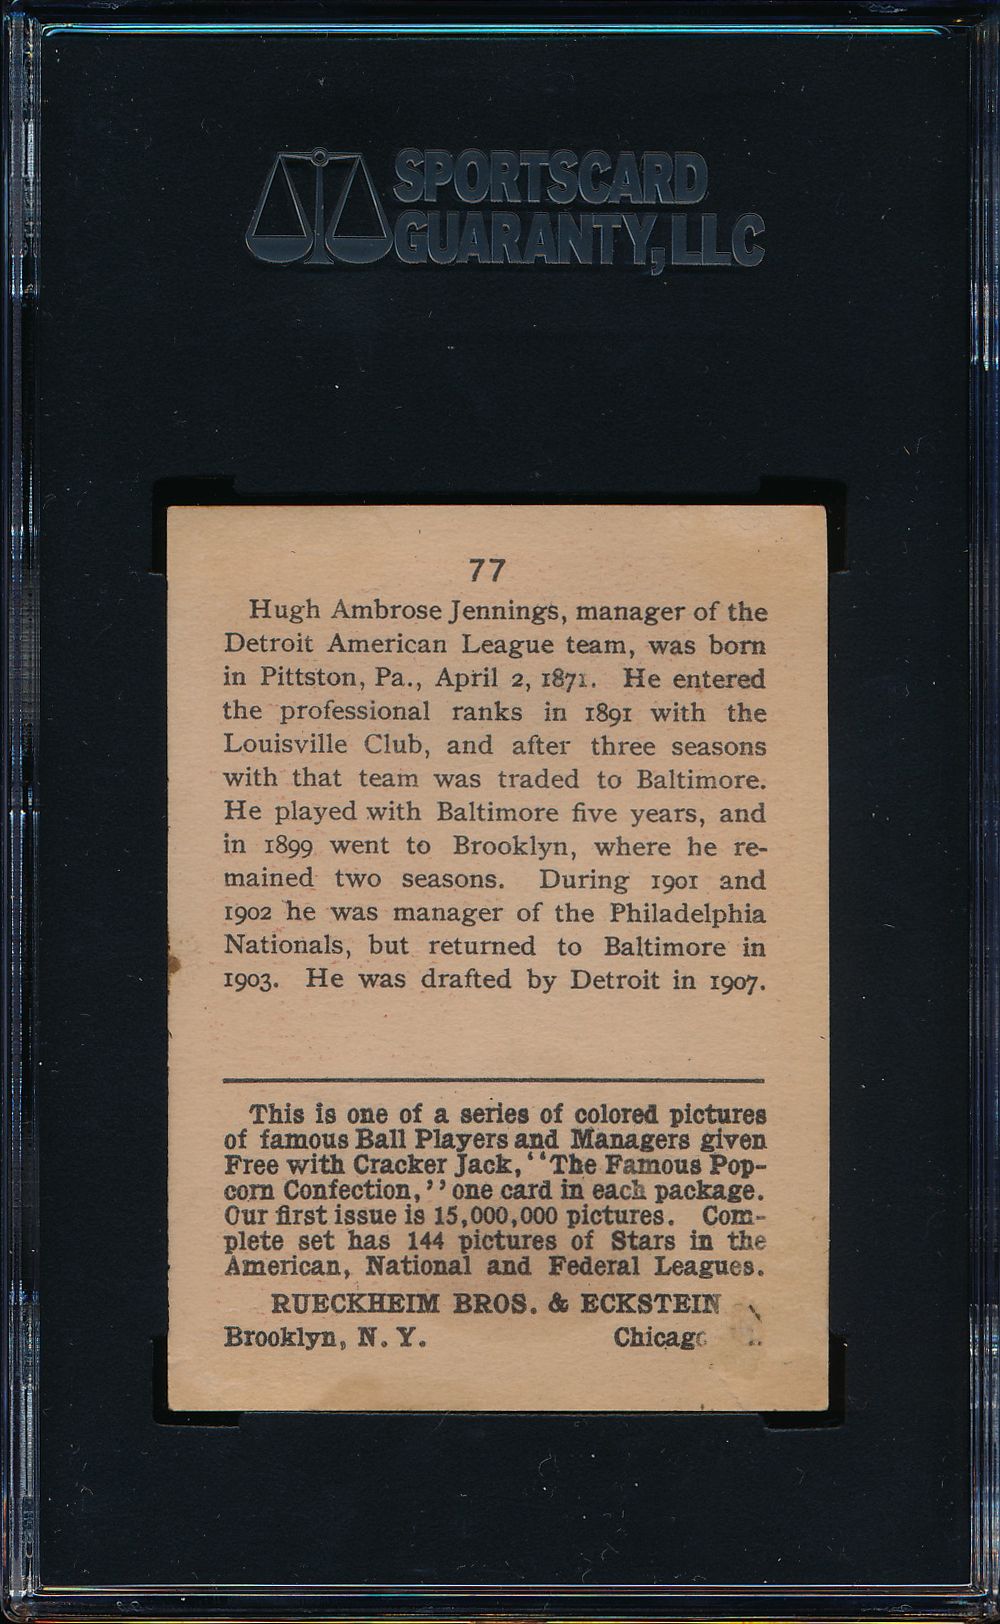 SPORTSCARD
GUARANTY, LLC
77
Hugh Ambrose Jennings, manager of the
Detroit American League team, was born
in Pittston, Pa., April 2, 1871. He entered
the professional ranks in 1891 with the
Louisville Club, and after three seasons
with that team was traded to Baltimore.
He played with Baltimore five years, and
in 1899 went to Brooklyn, where he re-
mained two seasons. During 1901 and
1902 he was manager of the Philadelphia
Nationals, but returned to Baltimore in
1903. He was drafted by Detroit in 1907.
This is one of a series of colored pictures
of famous Ball Players and Managers given
Free with Cracker Jack, "The Famous Pop-
corn Confection," one card in each package.
Our first issue is 15,000,000 pictures. Com-
plete set has 144 pictures of Stars in the
American, National and Federal Leagues.
RUECKHEIM BROS. & ECKSTEIN
Brooklyn, N. Y. Chicago